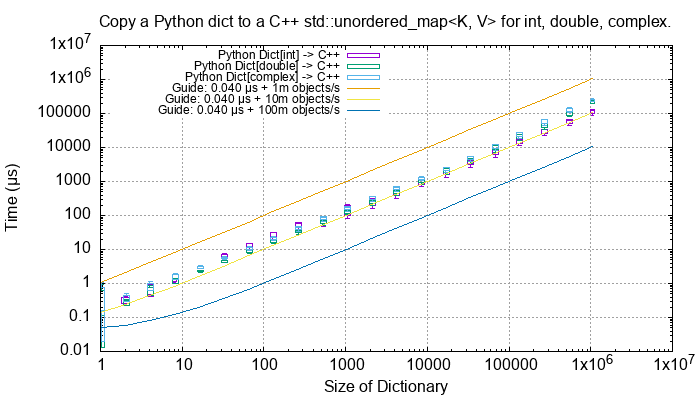 Copy a Python dict to a C++ std::unordered_map<K, V> for int, double, complex.
Python Dict[int] -> C++
Python Dict[double] -> C++
Python Dict[complex] -> C++
Guide: 0.040 µs + 1m objects/s
Guide: 0.040 µs + 10m objects/s
Guide: 0.040 µs + 100m objects/s
Time (µs)
1x10^7
1x10^6
100000
10000
1000
100
10
1
0.1
0.01
1 10 100 1000 10000 100000 1x10^6 1x10^7
Size of Dictionary